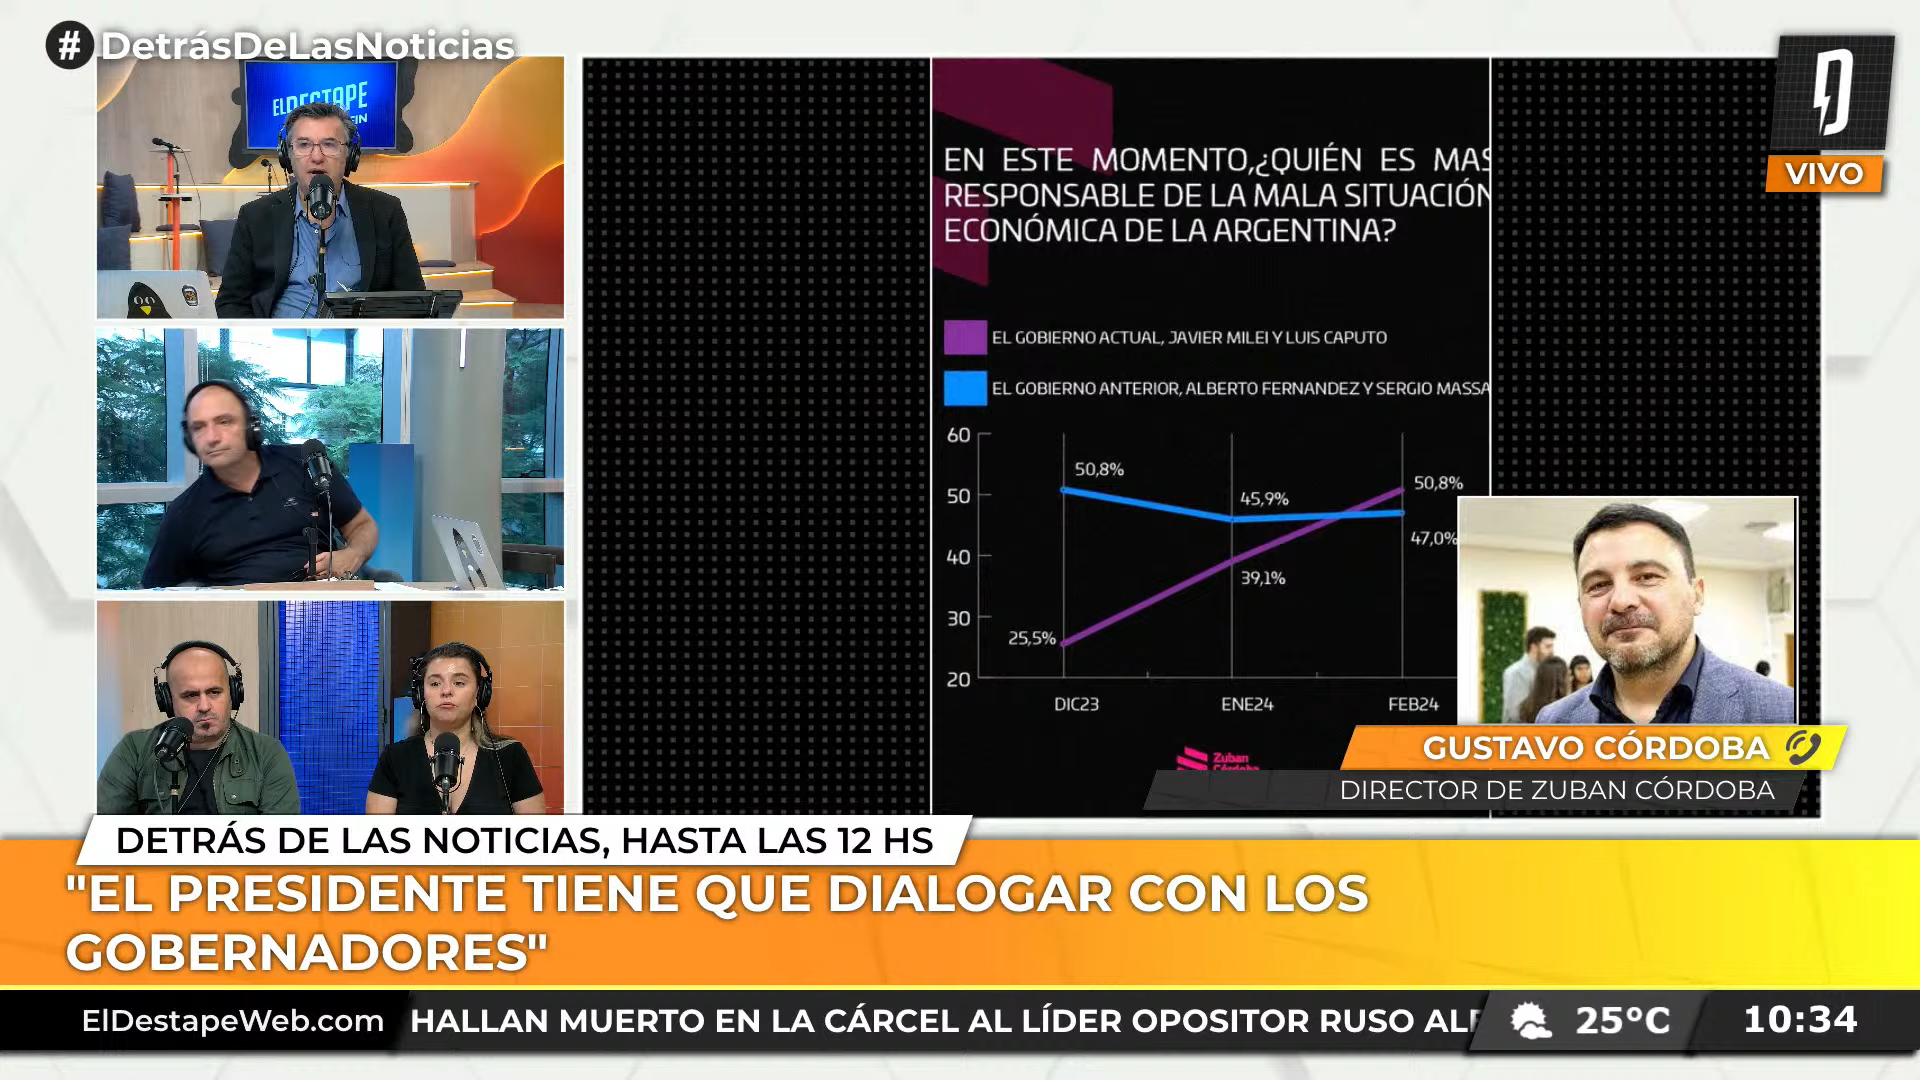 #DetrásDeLasNoticias
ELDESTAPE
VIVO
EN ESTE MOMENTO,¿QUIÉN ES MAS
RESPONSABLE DE LA MALA SITUACIÓN
ECONÓMICA DE LA ARGENTINA?
EL GOBIERNO ACTUAL, JAVIER MILEI Y LUIS CAPUTO
EL GOBIERNO ANTERIOR, ALBERTO FERNANDEZ Y SERGIO MASSA
60
50
40
30
20
50,8%
45,9%
50,8%
47,0%
39,1%
25,5%
DIC23 ENE24 FEB24
Zuban
Córdoba
GUSTAVO CÓRDOBA
DIRECTOR DE ZUBAN CÓRDOBA
DETRÁS DE LAS NOTICIAS, HASTA LAS 12 HS
"EL PRESIDENTE TIENE QUE DIALOGAR CON LOS
GOBERNADORES"
ElDestapeWeb.com HALLAN MUERTO EN LA CÁRCEL AL LÍDER OPOSITOR RUSO 25°C 10:34